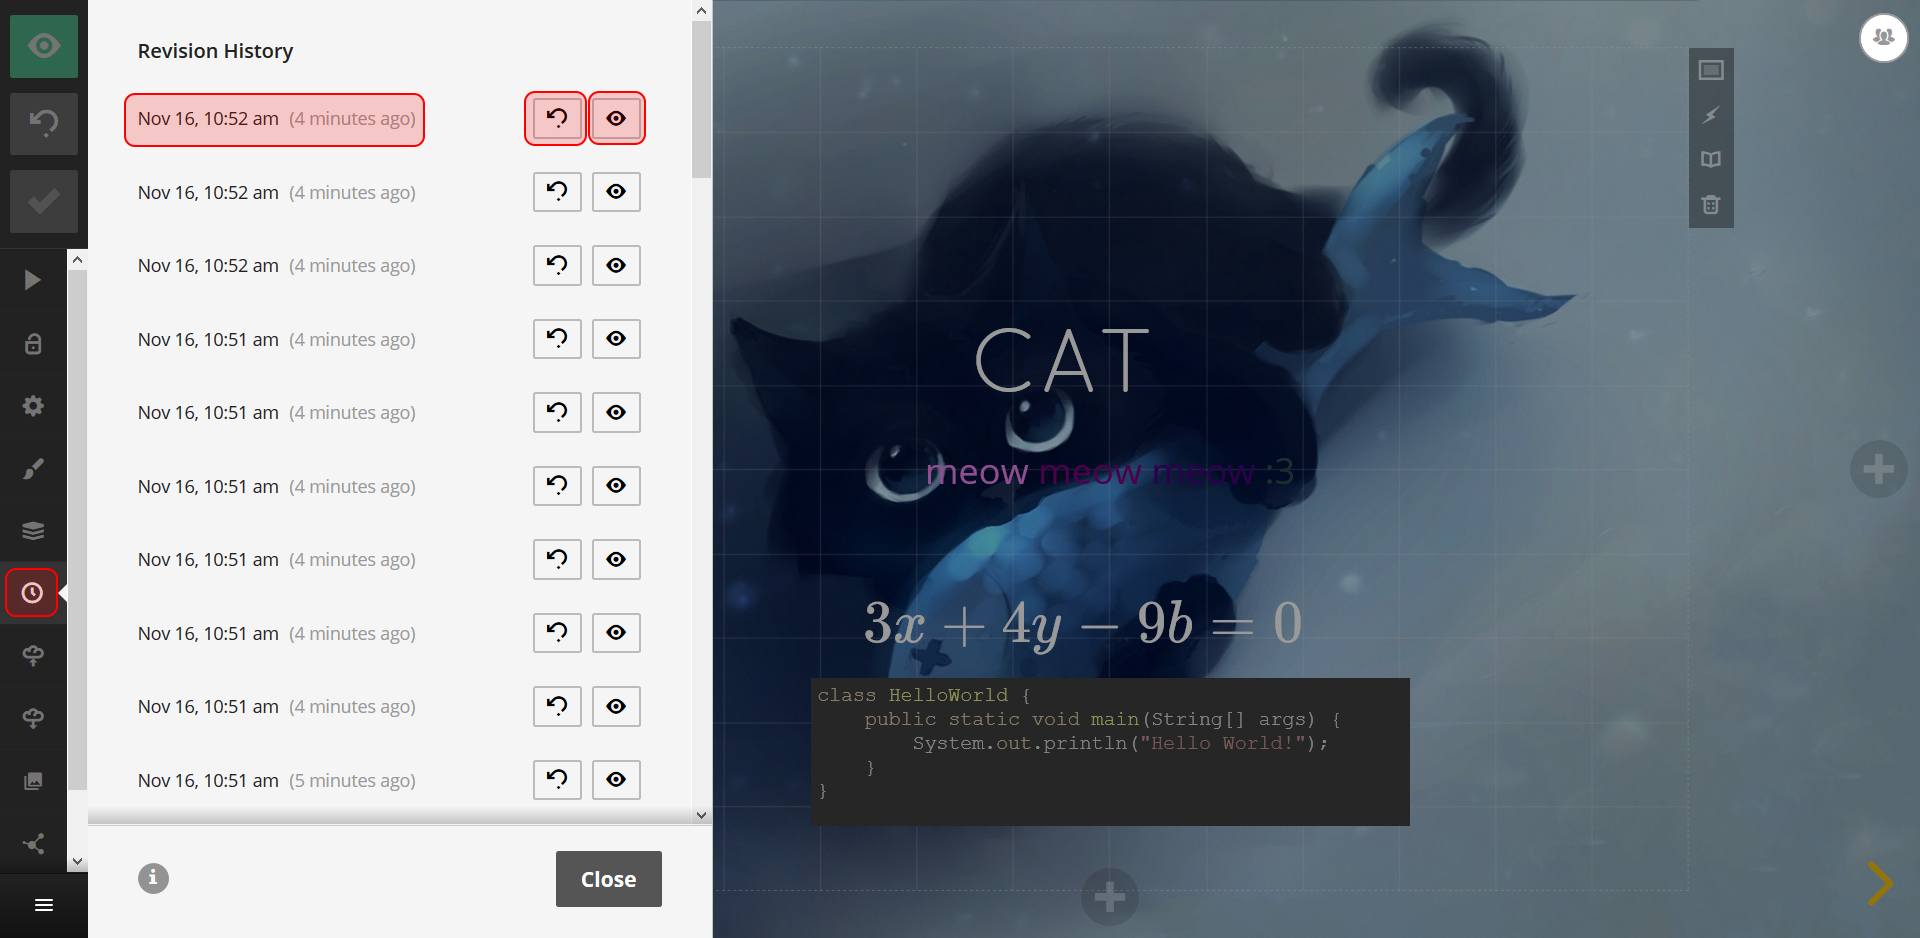 Revision History
Nov 16, 10:52 am (4 minutes ago)
Nov 16, 10:52 am (4 minutes ago)
Nov 16, 10:52 am (4 minutes ago)
Nov 16, 10:51 am (4 minutes ago)
Nov 16, 10:51 am (4 minutes ago)
Nov 16, 10:51 am (4 minutes ago)
Nov 16, 10:51 am (4 minutes ago)
Nov 16, 10:51 am (4 minutes ago)
Nov 16, 10:51 am (4 minutes ago)
Nov 16, 10:51 am (5 minutes ago)
Close
CAT
meow meow meow :3
3x + 4y − 9b = 0
class HelloWorld {
    public static void main(String[] args) {
        System.out.println("Hello World!");
    }
}